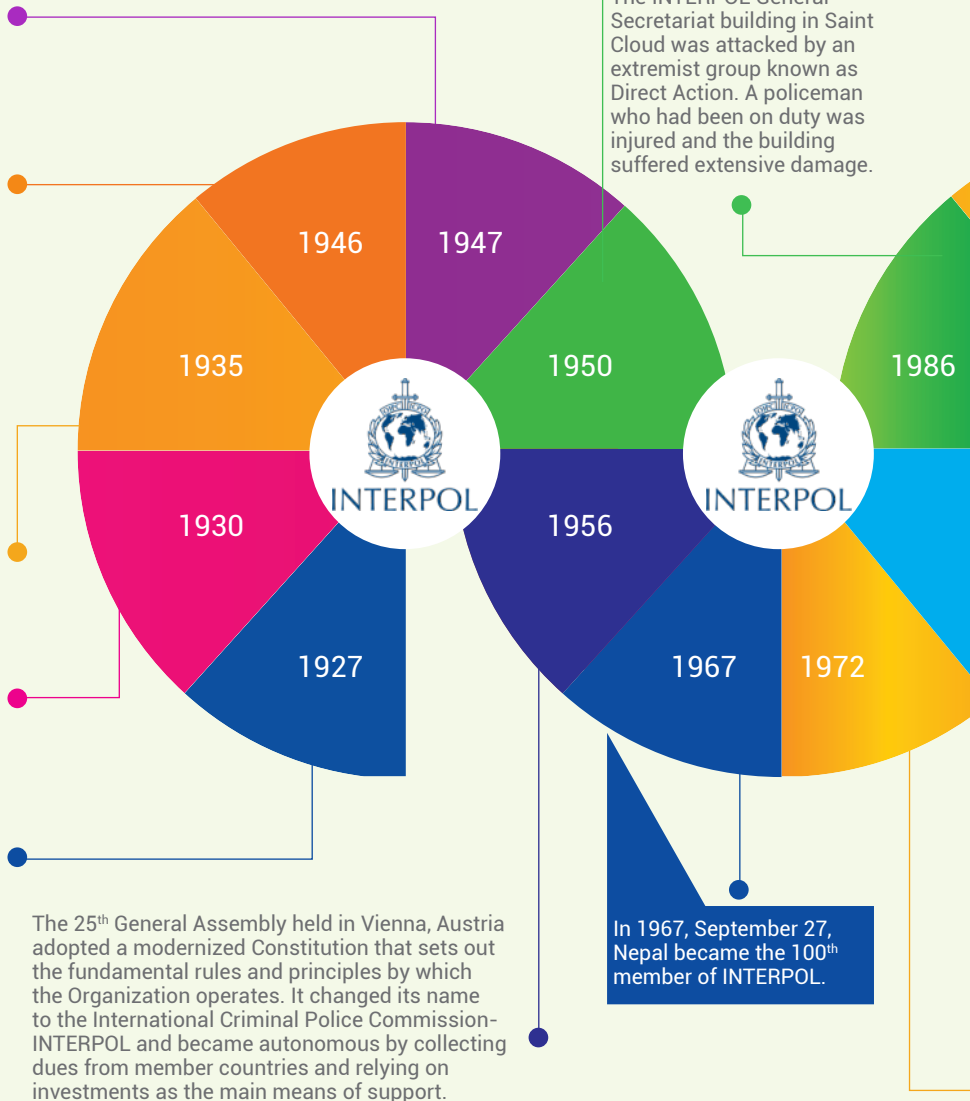 The INTERPOL General
Secretariat building in Saint
Cloud was attacked by an
extremist group known as
Direct Action. A policeman
who had been on duty was
injured and the building
suffered extensive damage.
1946
1947
1935
1950
1986
INTERPOL
INTERPOL
1930
1956
1927
1967
1972
In 1967, September 27,
Nepal became the 100th
member of INTERPOL.
The 25th General Assembly held in Vienna, Austria
adopted a modernized Constitution that sets out
the fundamental rules and principles by which
the Organization operates. It changed its name
to the International Criminal Police Commission-
INTERPOL and became autonomous by collecting
dues from member countries and relying on
investments as the main means of support.